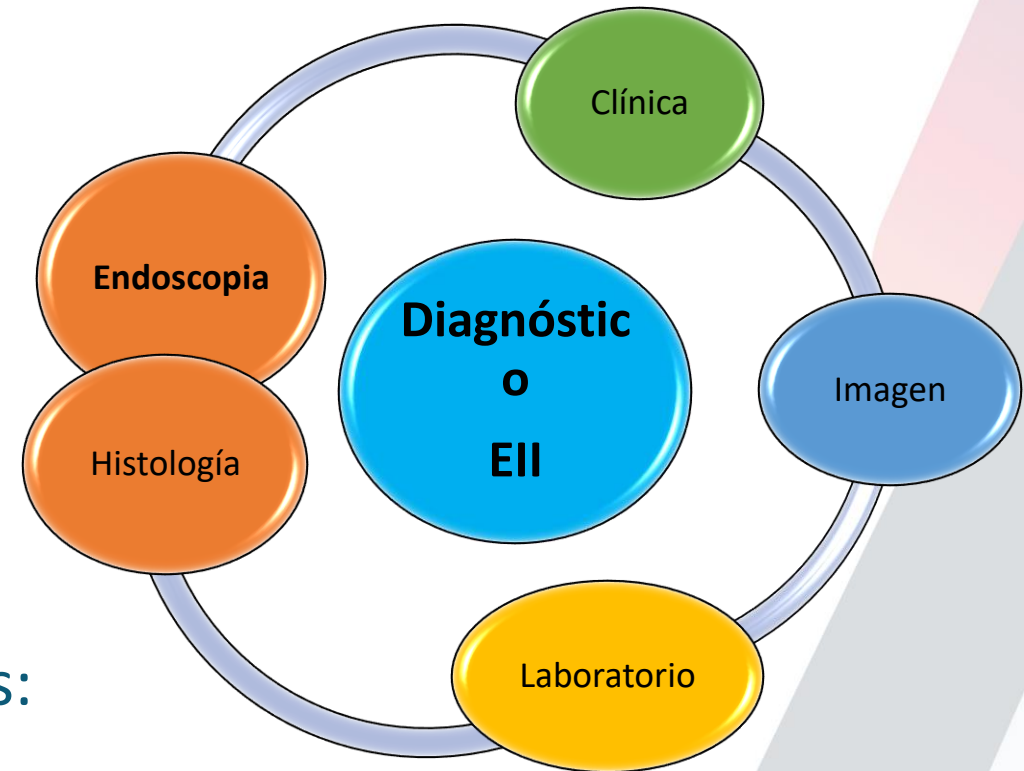 Clínica
Endoscopia
Diagnóstic
o
EII
Imagen
Histología
Laboratorio
s: